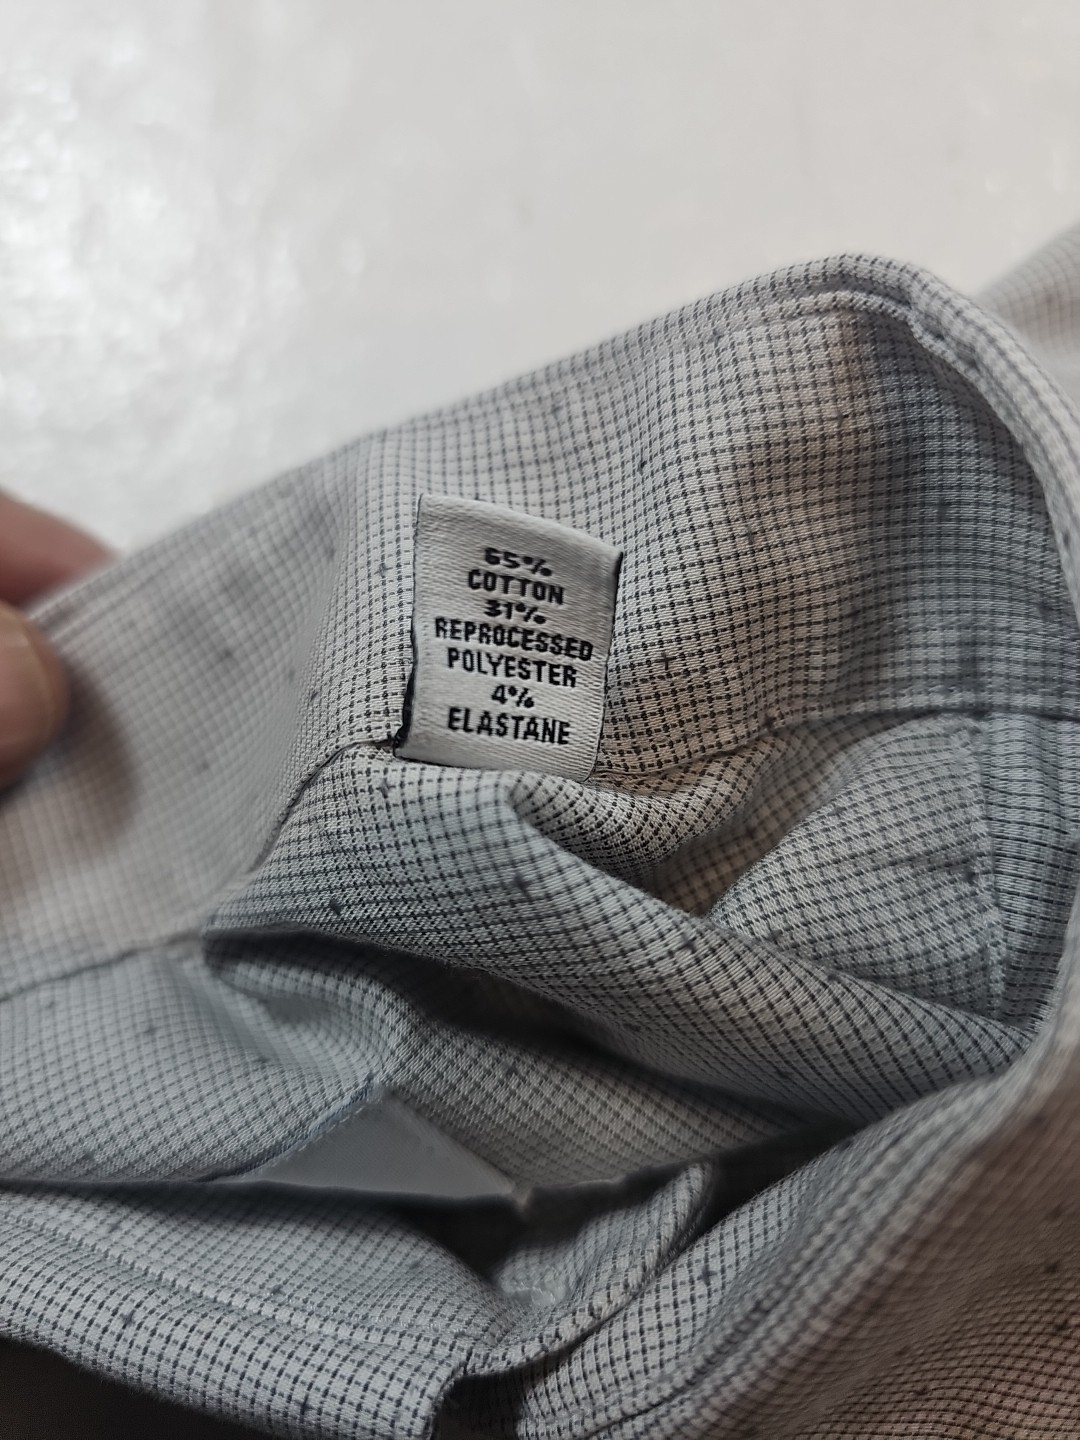 65%
COTTON
31%
REPROCESSED
POLYESTER
4%
ELASTANE